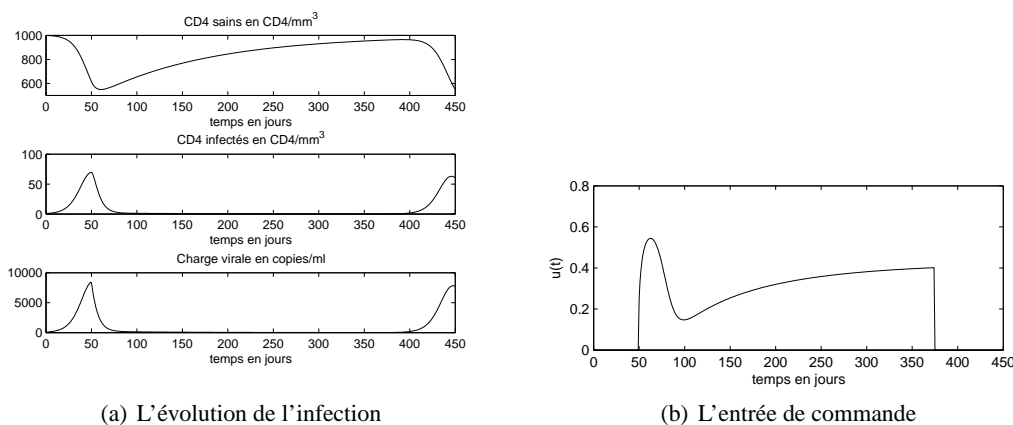 CD4 sains en CD4/mm³
1000
800
600
0 50 100 150 200 250 300 350 400 450
temps en jours
CD4 infectés en CD4/mm³
100
50
0
0 50 100 150 200 250 300 350 400 450
temps en jours
Charge virale en copies/ml
10000
5000
0
0 50 100 150 200 250 300 350 400 450
temps en jours
(a) L'évolution de l'infection
0.8
0.6
0.4
0.2
0
u(t)
0 50 100 150 200 250 300 350 400 450
temps en jours
(b) L'entrée de commande